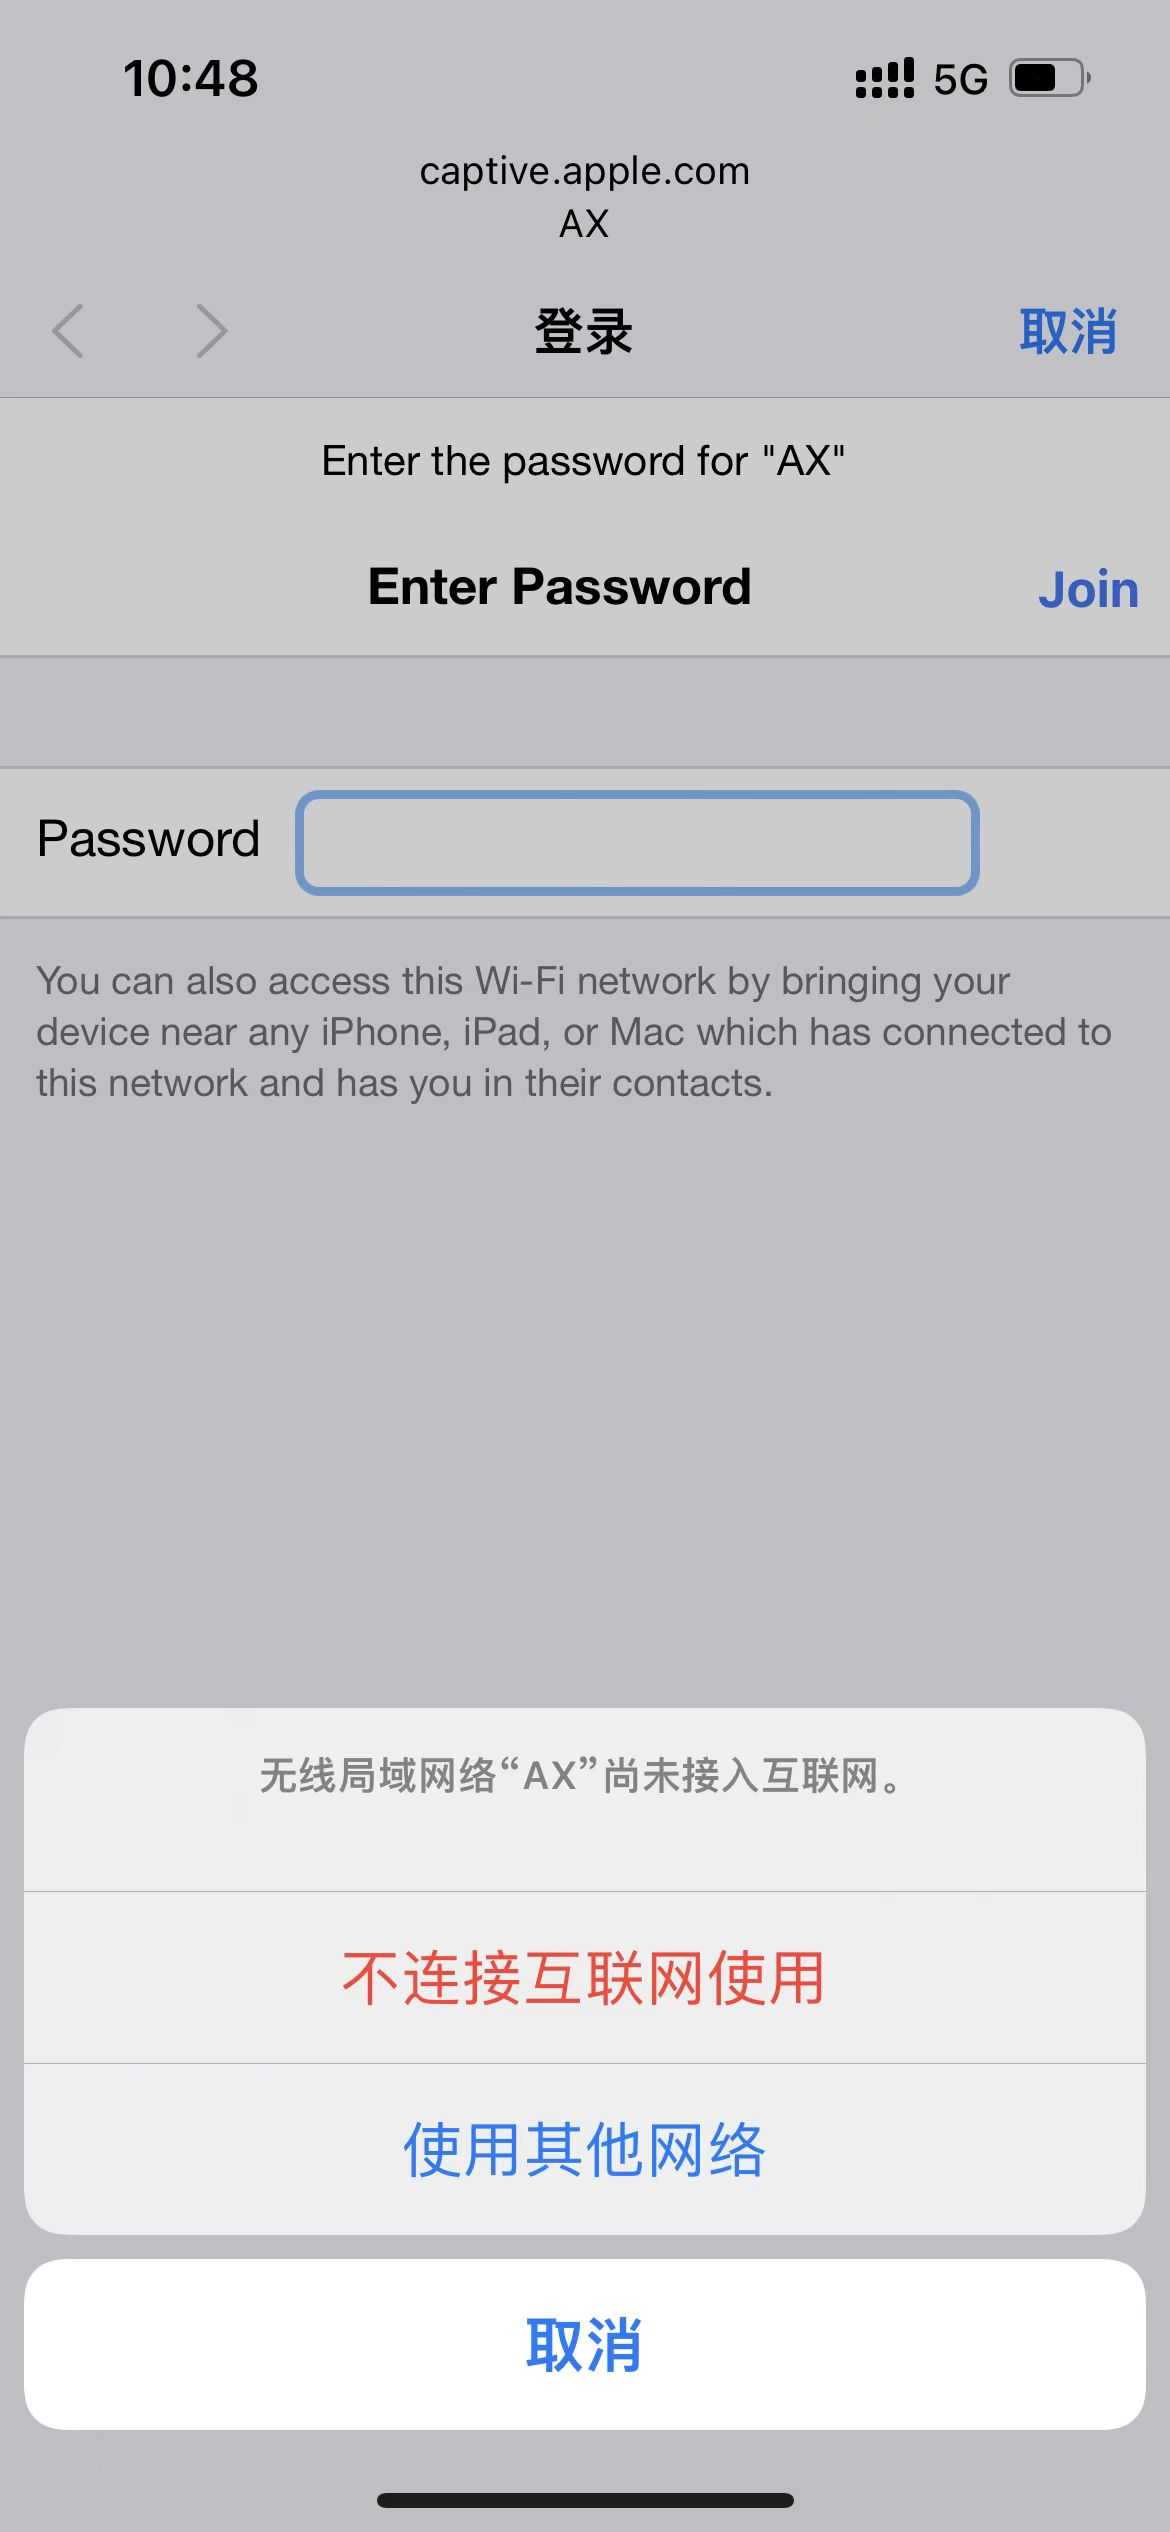 10:48
5G
captive.apple.com
AX
登录
取消
Enter the password for "AX"
Enter Password
Join
Password
You can also access this Wi-Fi network by bringing your
device near any iPhone, iPad, or Mac which has connected to
this network and has you in their contacts.
无线局域网络“AX”尚未接入互联网。
不连接互联网使用
使用其他网络
取消